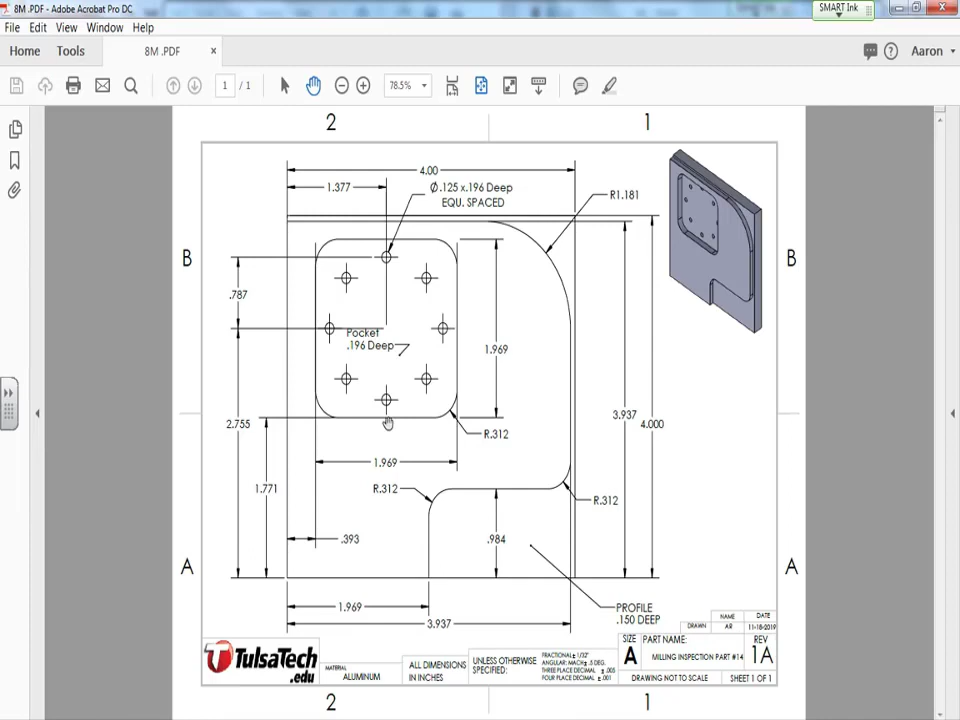 8M .PDF - Adobe Acrobat Pro DC
SMART Ink
File Edit View Window Help
Home Tools 8M .PDF ×
Aaron
1 / 1
78.5%
2 1
4.00
1.377
Ø.125 x.196 Deep
EQU. SPACED
R1.181
B B
.787
Pocket
.196 Deep
1.969
3.937
4.000
2.755
R.312
1.969
1.771
R.312
R.312
.393
.984
A A
1.969
3.937
PROFILE
.150 DEEP
NAME DATE
DRAWN AR 11-18-2019
TulsaTech
.edu
MATERIAL
ALUMINUM
ALL DIMENSIONS
IN INCHES
UNLESS OTHERWISE
SPECIFIED:
FRACTIONAL± 1/32"
ANGULAR: MACH± .5 DEG.
THREE PLACE DECIMAL ± .005
FOUR PLACE DECIMAL ± .001
SIZE
A
PART NAME:
MILLING INSPECTION PART #14
REV
1A
DRAWING NOT TO SCALE
SHEET 1 OF 1
2 1